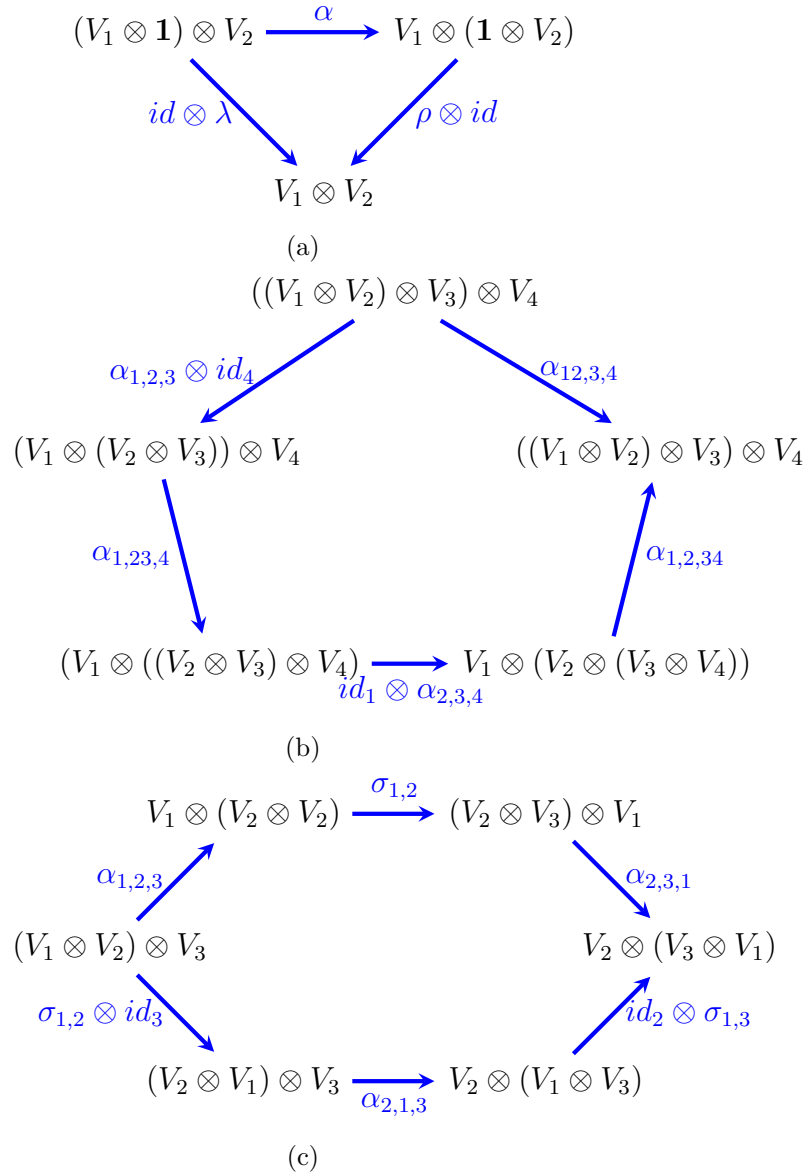 (V₁ ⊗ 𝟏) ⊗ V₂ α V₁ ⊗ (𝟏 ⊗ V₂)
id ⊗ λ ρ ⊗ id
V₁ ⊗ V₂
(a)
((V₁ ⊗ V₂) ⊗ V₃) ⊗ V₄
α₁,₂,₃ ⊗ id₄ α₁₂,₃,₄
(V₁ ⊗ (V₂ ⊗ V₃)) ⊗ V₄ ((V₁ ⊗ V₂) ⊗ V₃) ⊗ V₄
α₁,₂₃,₄ α₁,₂,₃₄
(V₁ ⊗ ((V₂ ⊗ V₃) ⊗ V₄) V₁ ⊗ (V₂ ⊗ (V₃ ⊗ V₄))
id₁ ⊗ α₂,₃,₄
(b)
σ₁,₂
V₁ ⊗ (V₂ ⊗ V₂) (V₂ ⊗ V₃) ⊗ V₁
α₁,₂,₃ α₂,₃,₁
(V₁ ⊗ V₂) ⊗ V₃ V₂ ⊗ (V₃ ⊗ V₁)
σ₁,₂ ⊗ id₃ id₂ ⊗ σ₁,₃
(V₂ ⊗ V₁) ⊗ V₃ V₂ ⊗ (V₁ ⊗ V₃)
α₂,₁,₃
(c)